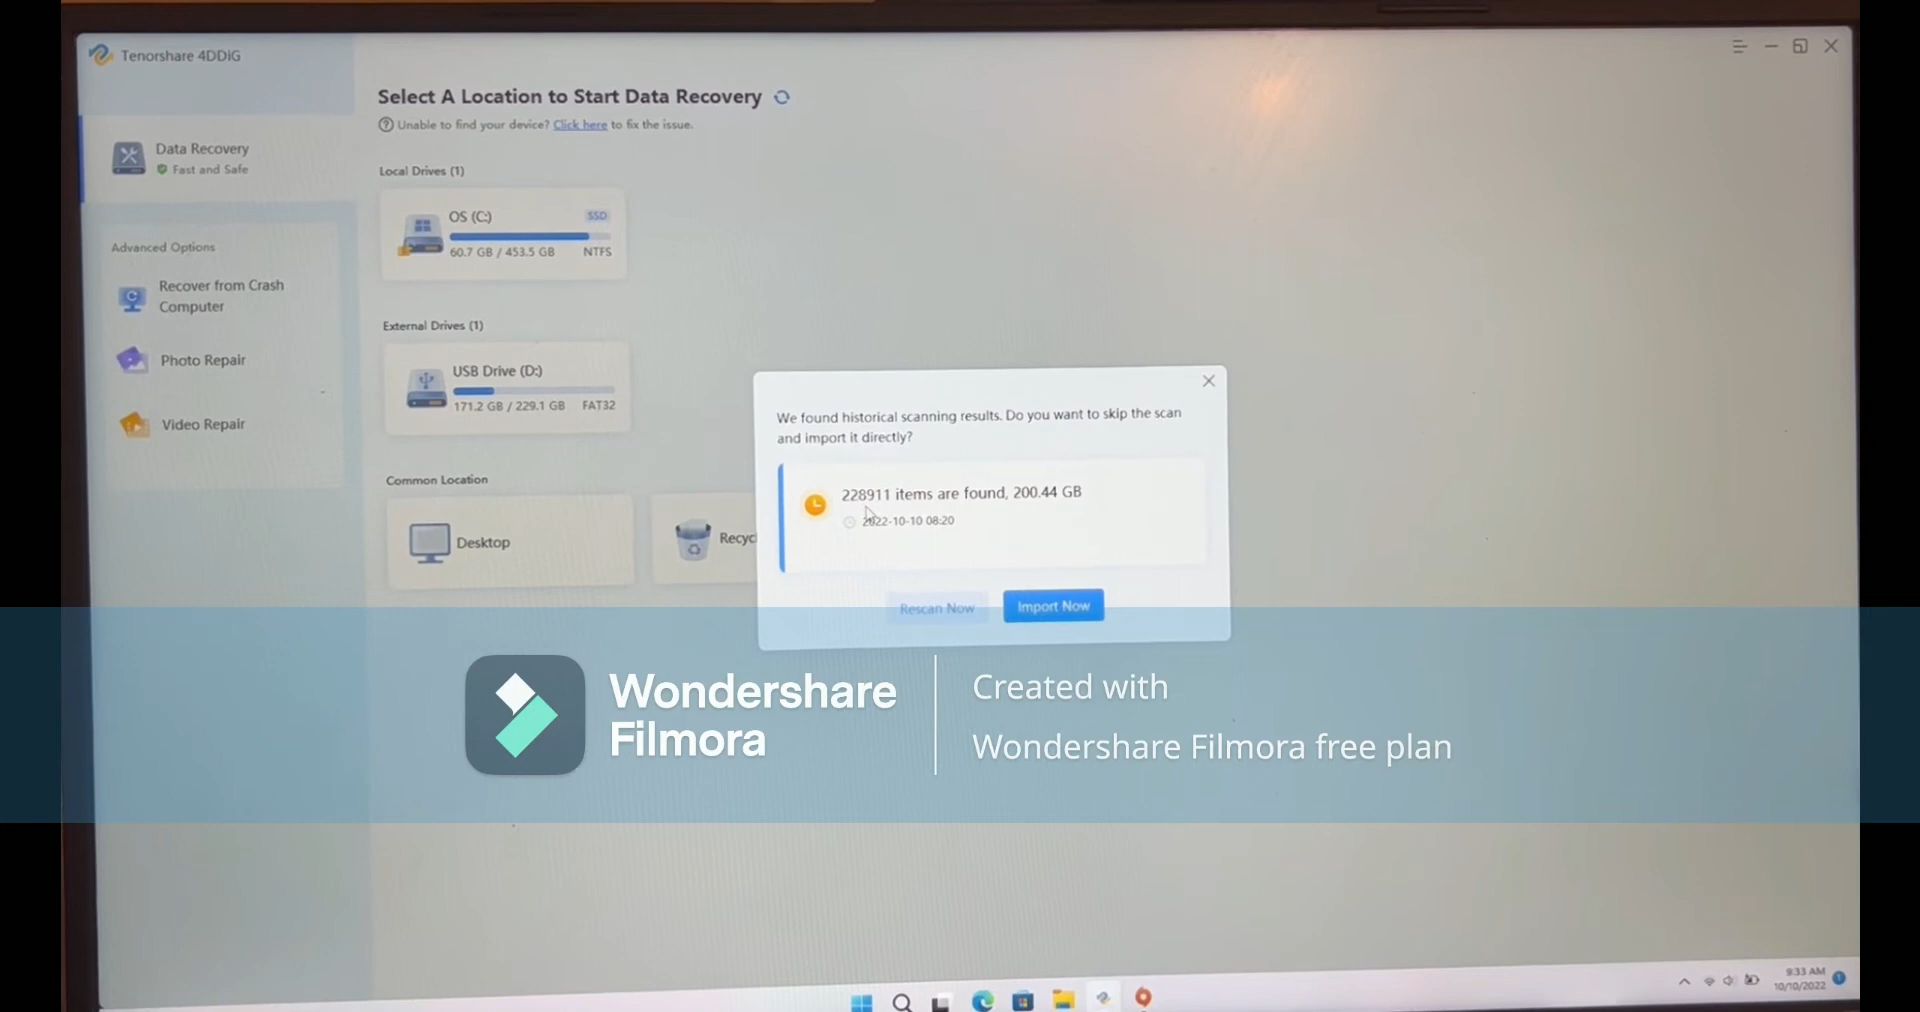 Tenorshare 4DDiG
Select A Location to Start Data Recovery
Unable to find your device? Click here to fix the issue.
Data Recovery
Fast and Safe
Local Drives (1)
OS (C:)
SSD
60.7 GB / 453.5 GB
NTFS
Advanced Options
Recover from Crash
Computer
Photo Repair
Video Repair
External Drives (1)
USB Drive (D:)
171.2 GB / 229.1 GB
FAT32
Common Location
Desktop
Recycl
We found historical scanning results. Do you want to skip the scan
and import it directly?
228911 items are found, 200.44 GB
2022-10-10 08:20
Rescan Now
Import Now
Wondershare
Filmora
Created with
Wondershare Filmora free plan
9:33 AM
10/10/2022
1